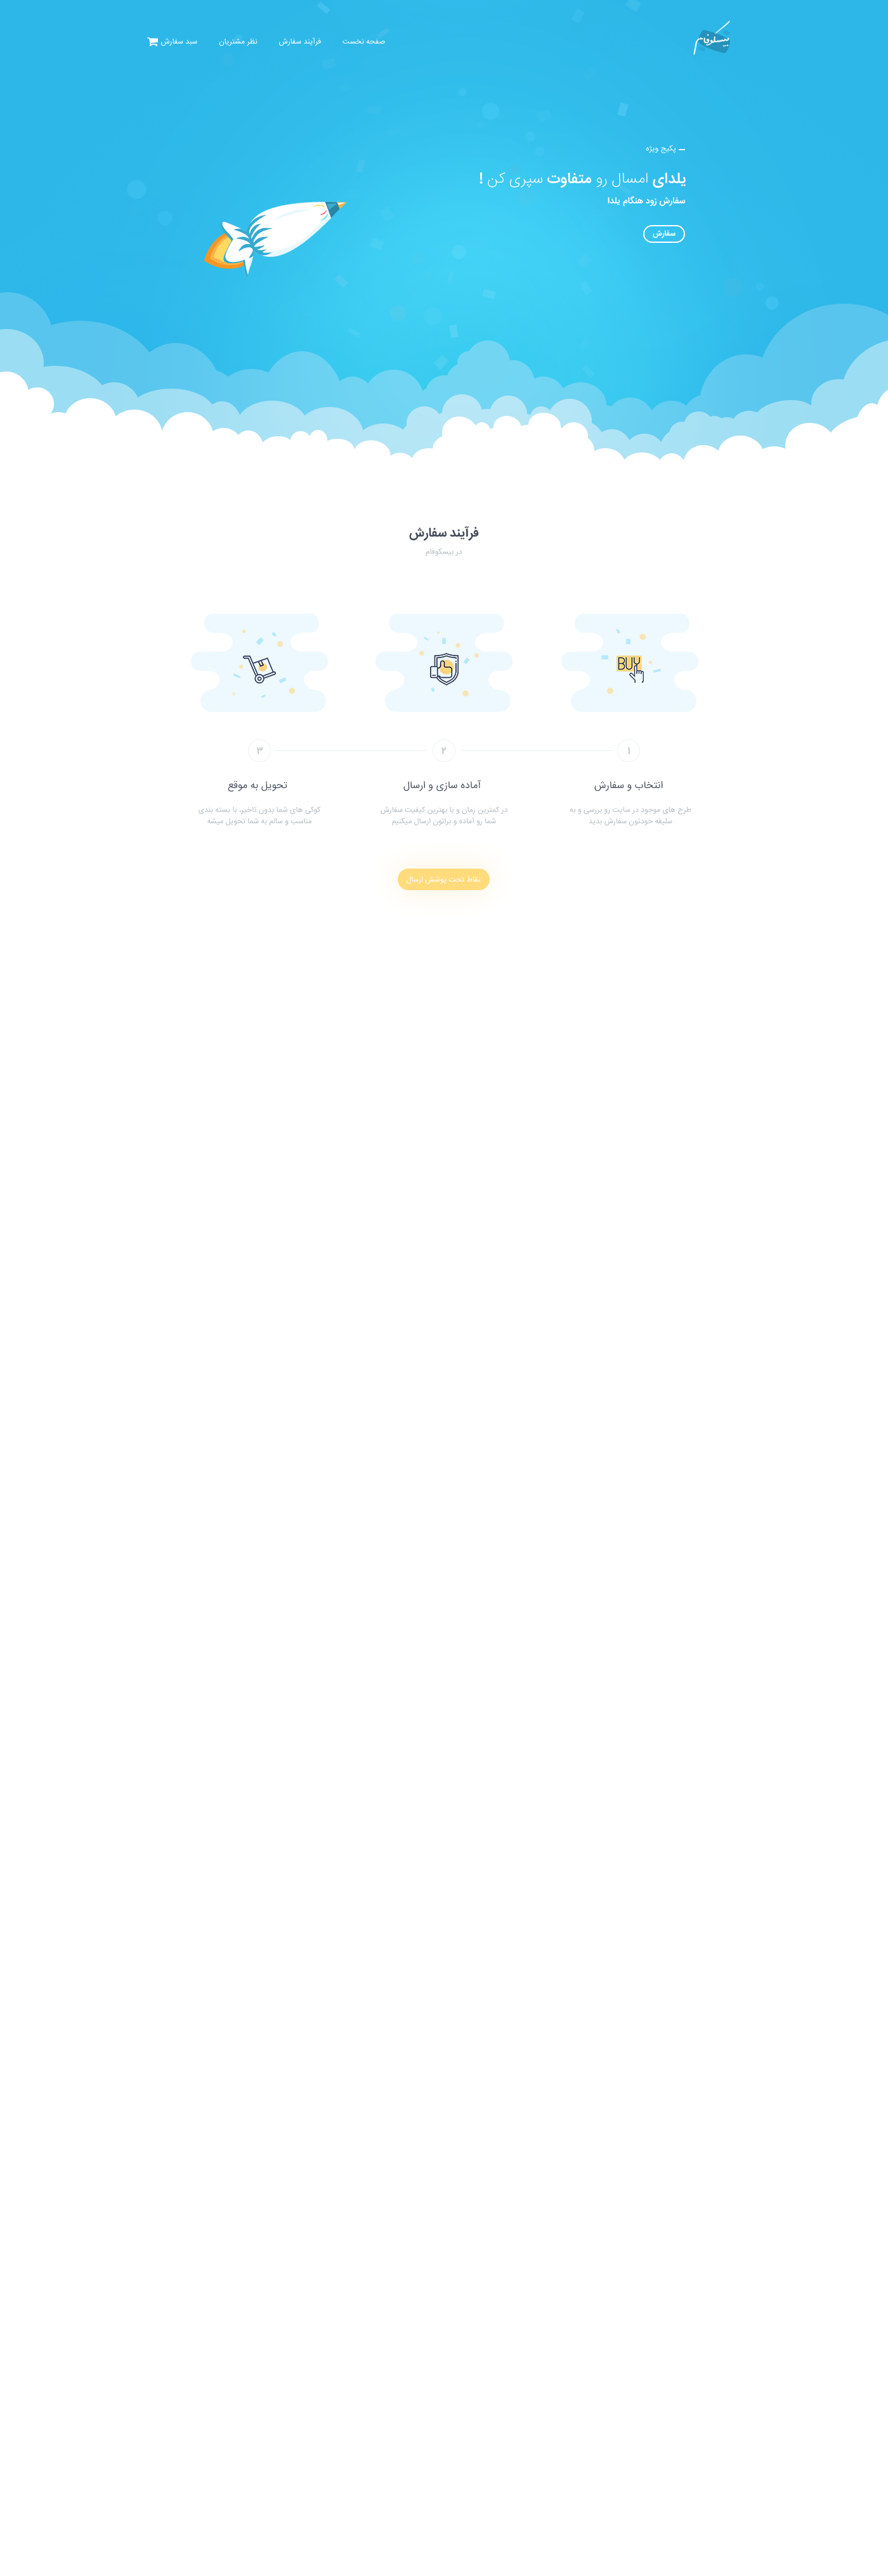 بیسکوفام
صفحه نخست
فرآیند سفارش
نظر مشتریان
سبد سفارش
پکیج ویژه
یلدای امسال رو متفاوت سپری کن !
سفارش زود هنگام یلدا
سفارش
فرآیند سفارش
در بیسکوفام
BUY
۱
۲
۳
انتخاب و سفارش
طرح های موجود در سایت رو بررسی و به
سلیقه خودتون سفارش بدید
آماده سازی و ارسال
در کمترین زمان و با بهترین کیفیت سفارش
شما رو آماده و براتون ارسال میکنیم
تحویل به موقع
کوکی های شما بدون تاخیر، با بسته بندی
مناسب و سالم به شما تحویل میشه
نقاط تحت پوشش ارسال